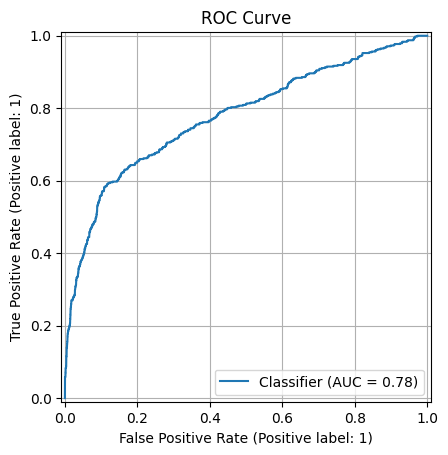 ROC Curve
1.0
0.8
0.6
0.4
0.2
0.0
True Positive Rate (Positive label: 1)
Classifier (AUC = 0.78)
0.0 0.2 0.4 0.6 0.8 1.0
False Positive Rate (Positive label: 1)